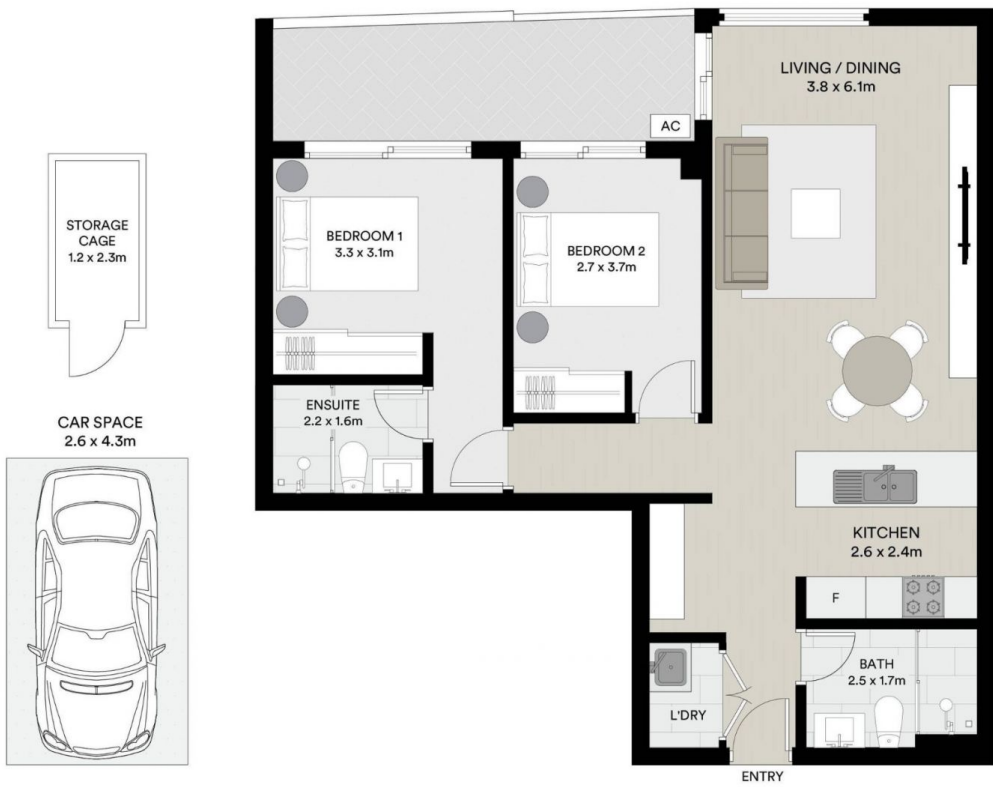 LIVING / DINING
3.8 x 6.1m
AC
STORAGE
CAGE
1.2 x 2.3m
BEDROOM 1
3.3 x 3.1m
BEDROOM 2
2.7 x 3.7m
CAR SPACE
2.6 x 4.3m
ENSUITE
2.2 x 1.6m
KITCHEN
2.6 x 2.4m
F
BATH
2.5 x 1.7m
L'DRY
ENTRY